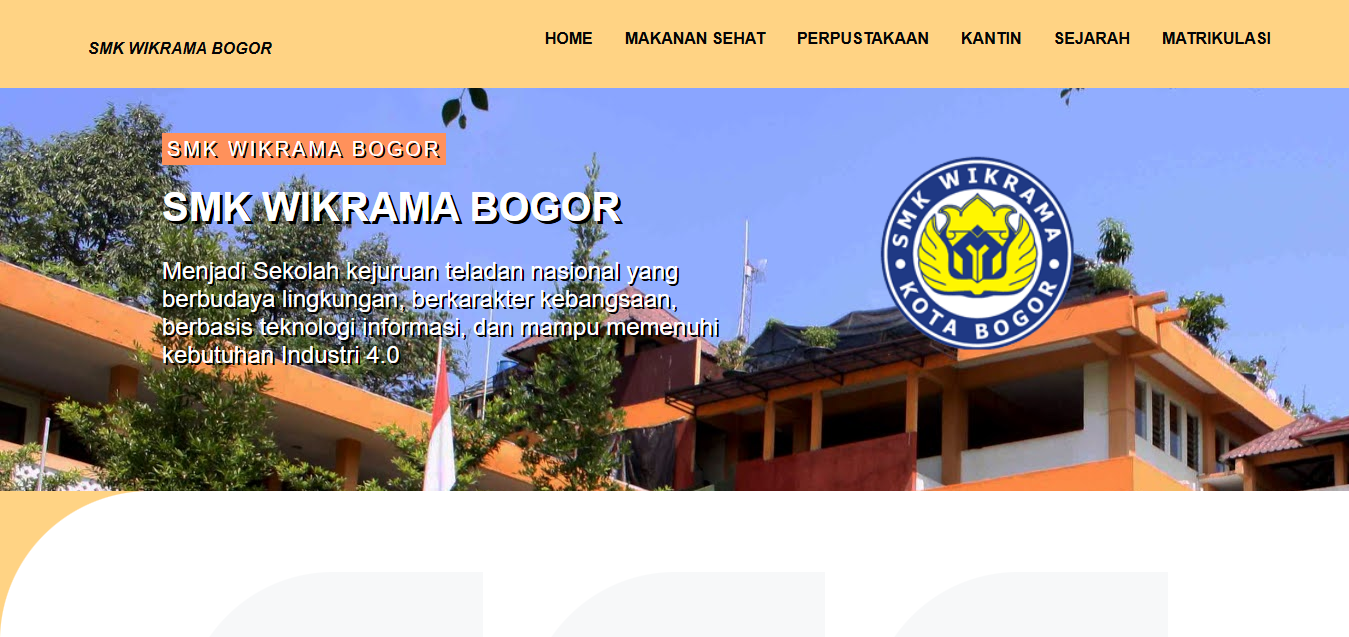 SMK WIKRAMA BOGOR
HOME MAKANAN SEHAT PERPUSTAKAAN KANTIN SEJARAH MATRIKULASI
SMK WIKRAMA BOGOR
SMK WIKRAMA BOGOR
Menjadi Sekolah kejuruan teladan nasional yang
berbudaya lingkungan, berkarakter kebangsaan,
berbasis teknologi informasi, dan mampu memenuhi
kebutuhan Industri 4.0
SMK WIKRAMA
KOTA BOGOR